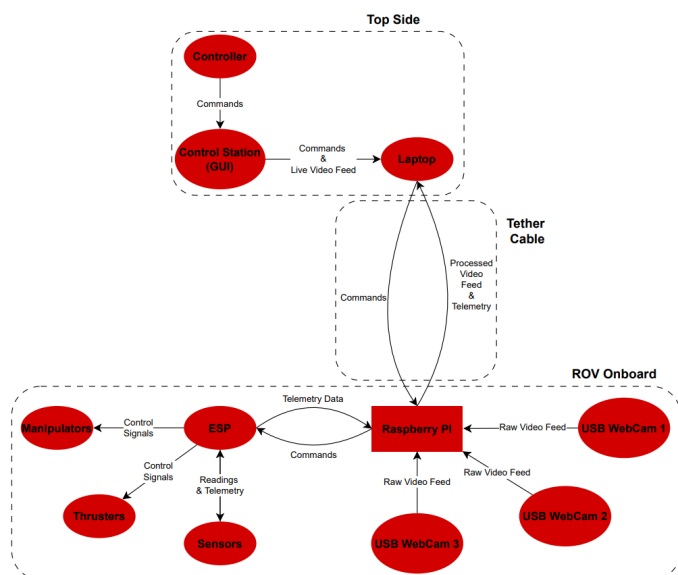 Top Side
Controller
Commands
Control Station
(GUI)
Commands
&
Live Video Feed
Laptop
Tether
Cable
Processed
Video
Feed
&
Telemetry
Commands
ROV Onboard
Telemetry Data
Manipulators
Control
Signals
ESP
Raspberry PI
Raw Video Feed
USB WebCam 1
Commands
Control
Signals
Readings
& Telemetry
Raw Video Feed
Raw Video Feed
Thrusters
USB WebCam 2
Sensors
USB WebCam 3